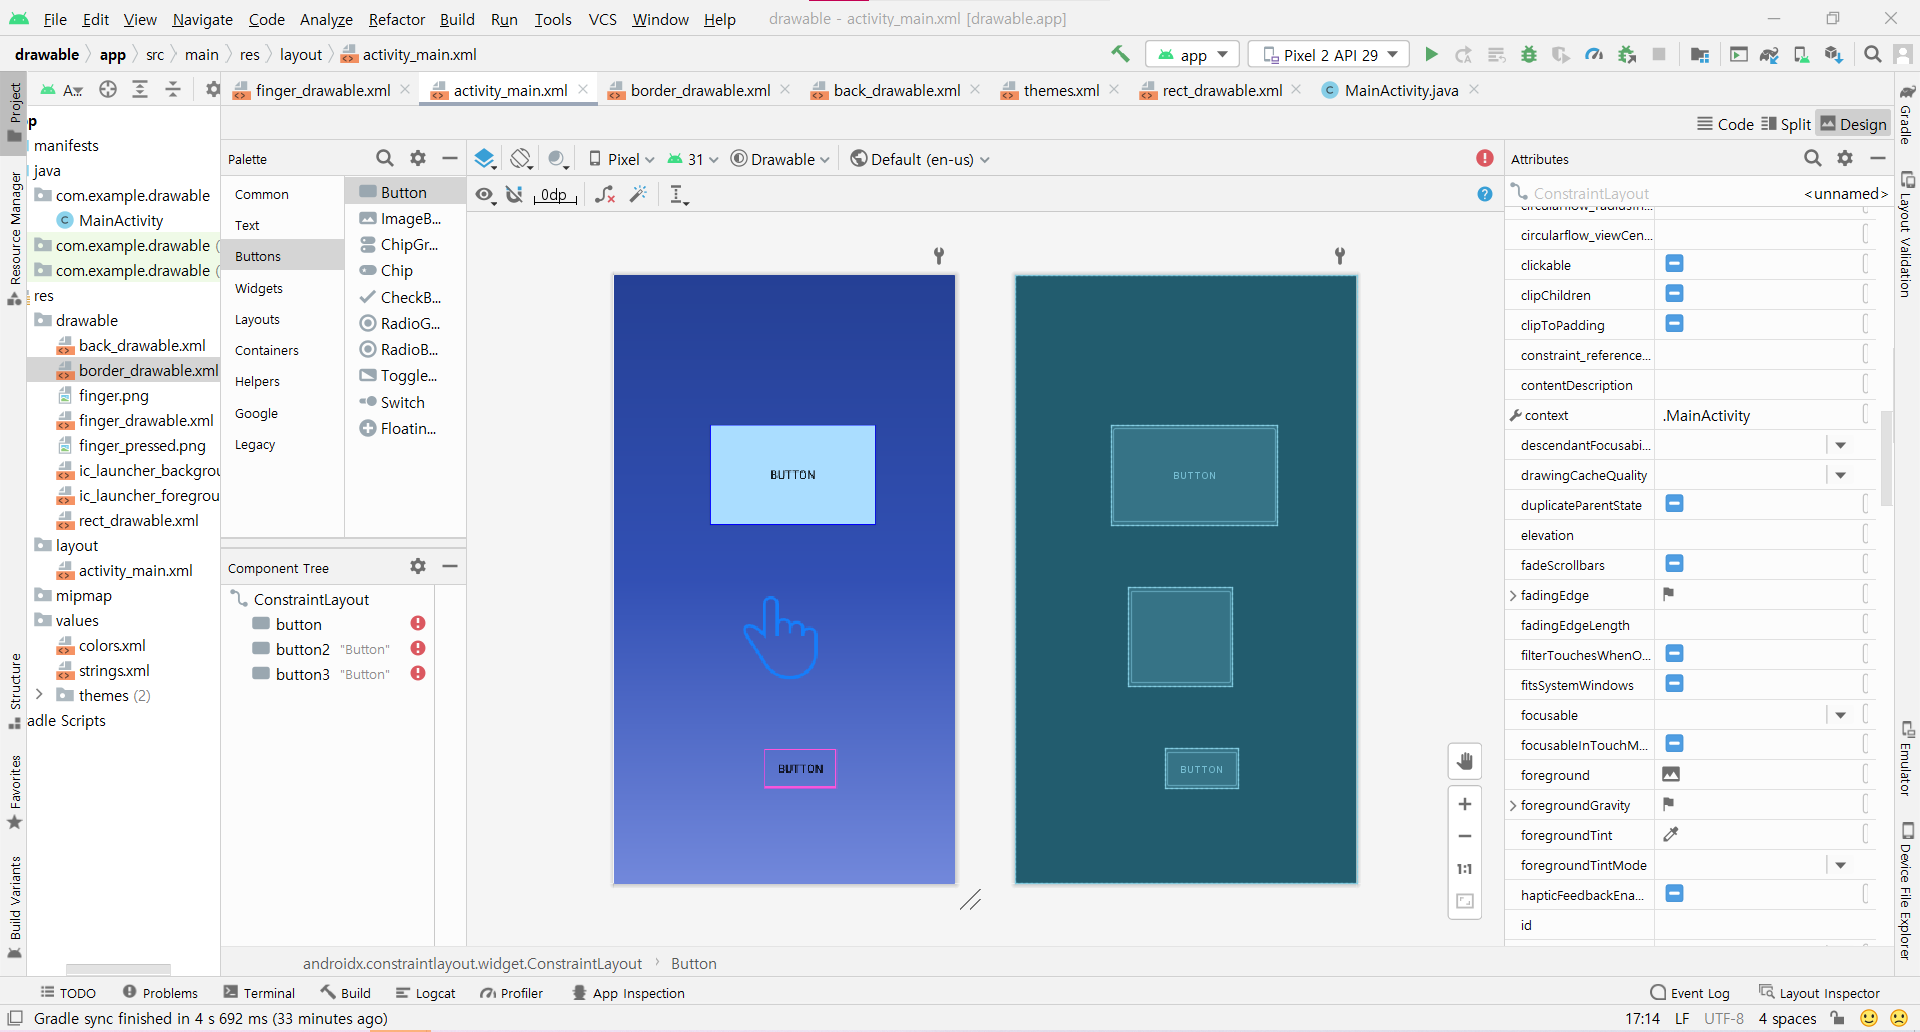 File Edit View Navigate Code Analyze Refactor Build Run Tools VCS Window Help drawable - activity_main.xml [drawable.app]
drawable app src main res layout activity_main.xml
app Pixel 2 API 29
A...
finger_drawable.xml activity_main.xml border_drawable.xml back_drawable.xml themes.xml rect_drawable.xml MainActivity.java
Code Split Design
Project
Resource Manager
Structure
Favorites
Build Variants
manifests
java
com.example.drawable
MainActivity
com.example.drawable (
com.example.drawable (
res
drawable
back_drawable.xml
border_drawable.xml
finger.png
finger_drawable.xml
finger_pressed.png
ic_launcher_backgrou
ic_launcher_foregrou
rect_drawable.xml
layout
activity_main.xml
mipmap
values
colors.xml
strings.xml
themes (2)
adle Scripts
Palette
Common
Text
Buttons
Widgets
Layouts
Containers
Helpers
Google
Legacy
Button
ImageB...
ChipGr...
Chip
CheckB...
RadioG...
RadioB...
Toggle...
Switch
Floatin...
Component Tree
ConstraintLayout
button
button2 "Button"
button3 "Button"
Pixel 31 Drawable Default (en-us)
0dp
BUTTON
BUTTON
BUTTON
BUTTON
1:1
Attributes
ConstraintLayout <unnamed>
circularflow_radiusIn...
circularflow_viewCen...
clickable
clipChildren
clipToPadding
constraint_reference...
contentDescription
context .MainActivity
descendantFocusabi...
drawingCacheQuality
duplicateParentState
elevation
fadeScrollbars
fadingEdge
fadingEdgeLength
filterTouchesWhenO...
fitsSystemWindows
focusable
focusableInTouchM...
foreground
foregroundGravity
foregroundTint
foregroundTintMode
hapticFeedbackEna...
id
Gradle
Layout Validation
Emulator
Device File Explorer
androidx.constraintlayout.widget.ConstraintLayout Button
TODO Problems Terminal Build Logcat Profiler App Inspection Event Log Layout Inspector
Gradle sync finished in 4 s 692 ms (33 minutes ago) 17:14 LF UTF-8 4 spaces